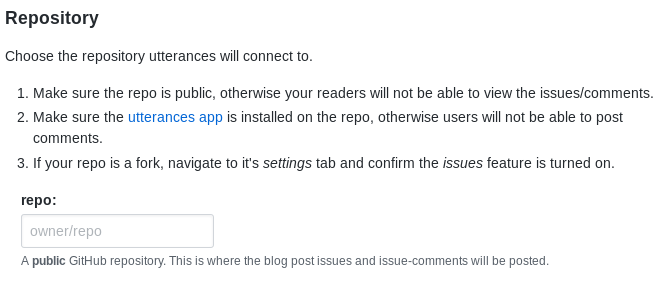 Repository
Choose the repository utterances will connect to.
1. Make sure the repo is public, otherwise your readers will not be able to view the issues/comments.
2. Make sure the utterances app is installed on the repo, otherwise users will not be able to post
comments.
3. If your repo is a fork, navigate to it's settings tab and confirm the issues feature is turned on.
repo:
owner/repo
A public GitHub repository. This is where the blog post issues and issue-comments will be posted.